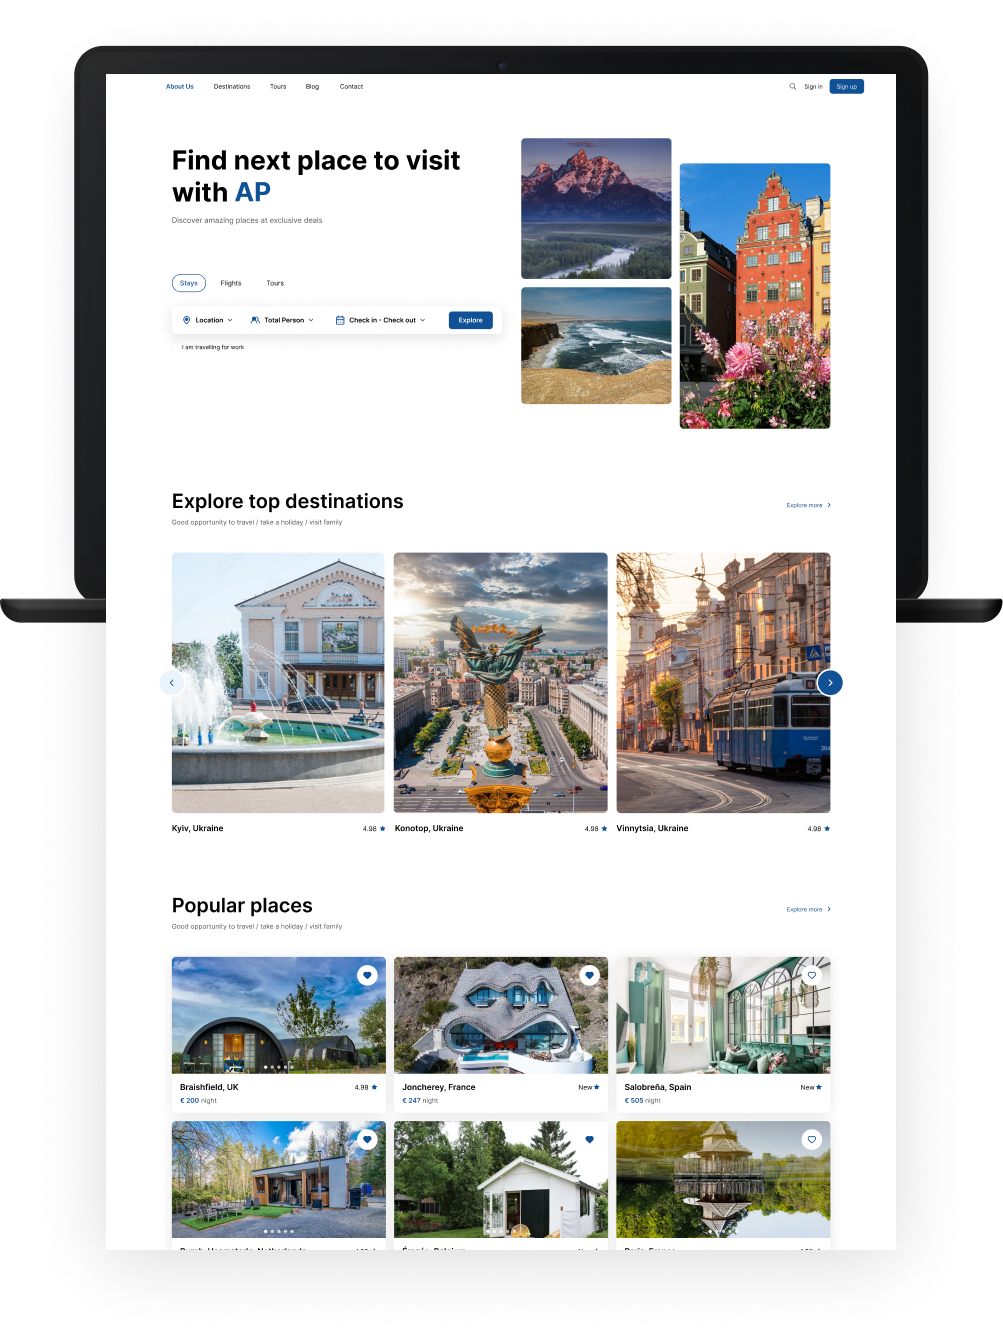 About Us Destinations Tours Blog Contact Sign in Sign up
Find next place to visit
with AP
Discover amazing places at exclusive deals
Stays Flights Tours
Location Total Person Check in - Check out Explore
I am travelling for work
Explore top destinations
Explore more
Good opportunity to travel / take a holiday / visit family
Kyiv, Ukraine 4.98
Konotop, Ukraine 4.98
Vinnytsia, Ukraine 4.98
Popular places
Explore more
Good opportunity to travel / take a holiday / visit family
Braishfield, UK 4.98
€ 200 night
Joncherey, France New
€ 247 night
Salobreña, Spain New
€ 505 night